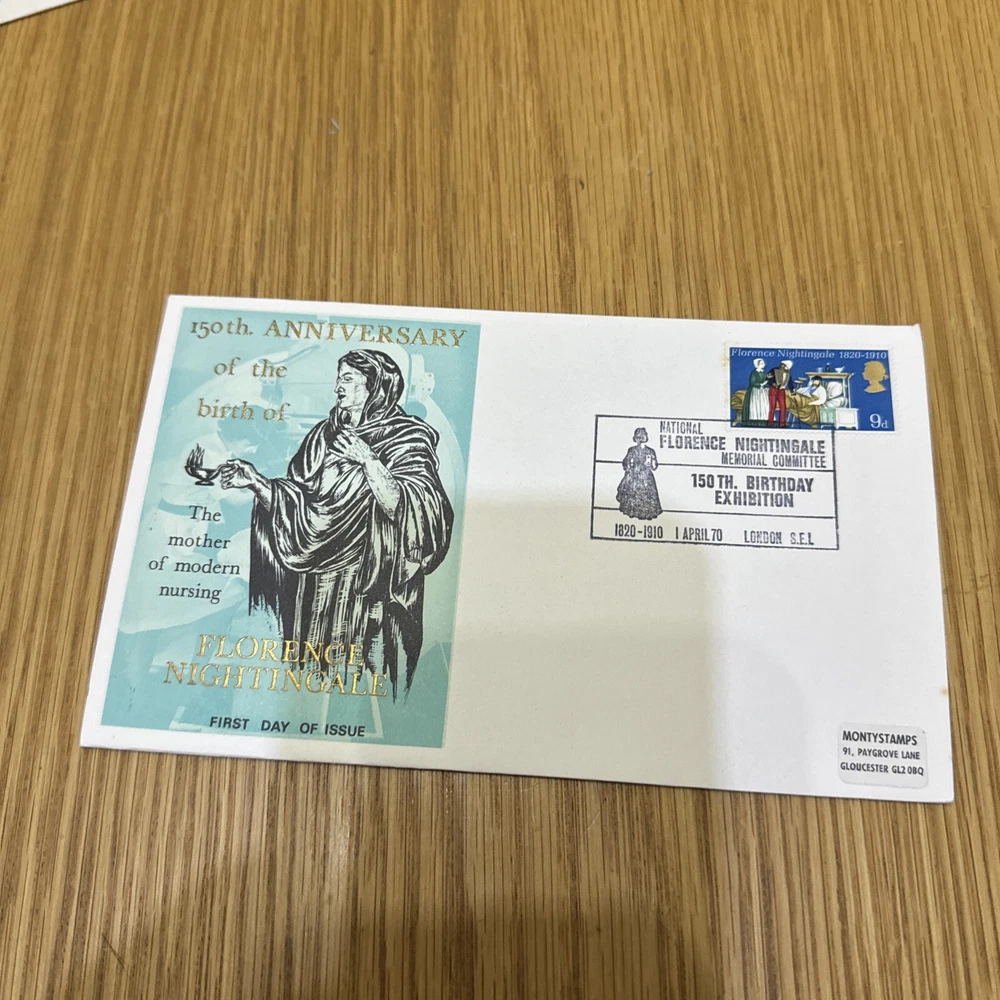 150th. ANNIVERSARY
of the
birth of
The
mother
of modern
nursing
FLORENCE
NIGHTINGALE
FIRST DAY OF ISSUE
Florence Nightingale 1820-1910
9d
NATIONAL
FLORENCE NIGHTINGALE
MEMORIAL COMMITTEE
150TH. BIRTHDAY
EXHIBITION
1820-1910 1 APRIL 70 LONDON S.E.1.
MONTYSTAMPS
91, PAYGROVE LANE
GLOUCESTER GL2 0BQ